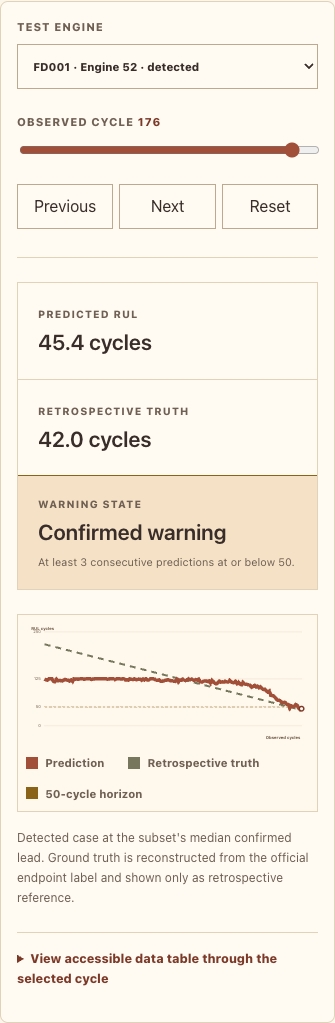 TEST ENGINE
FD001 · Engine 52 · detected
OBSERVED CYCLE 176
Previous
Next
Reset
PREDICTED RUL
45.4 cycles
RETROSPECTIVE TRUTH
42.0 cycles
WARNING STATE
Confirmed warning
At least 3 consecutive predictions at or below 50.
RUL cycles
125
50
0
Observed cycles
Prediction
Retrospective truth
50-cycle horizon
Detected case at the subset's median confirmed
lead. Ground truth is reconstructed from the official
endpoint label and shown only as retrospective
reference.
View accessible data table through the
selected cycle